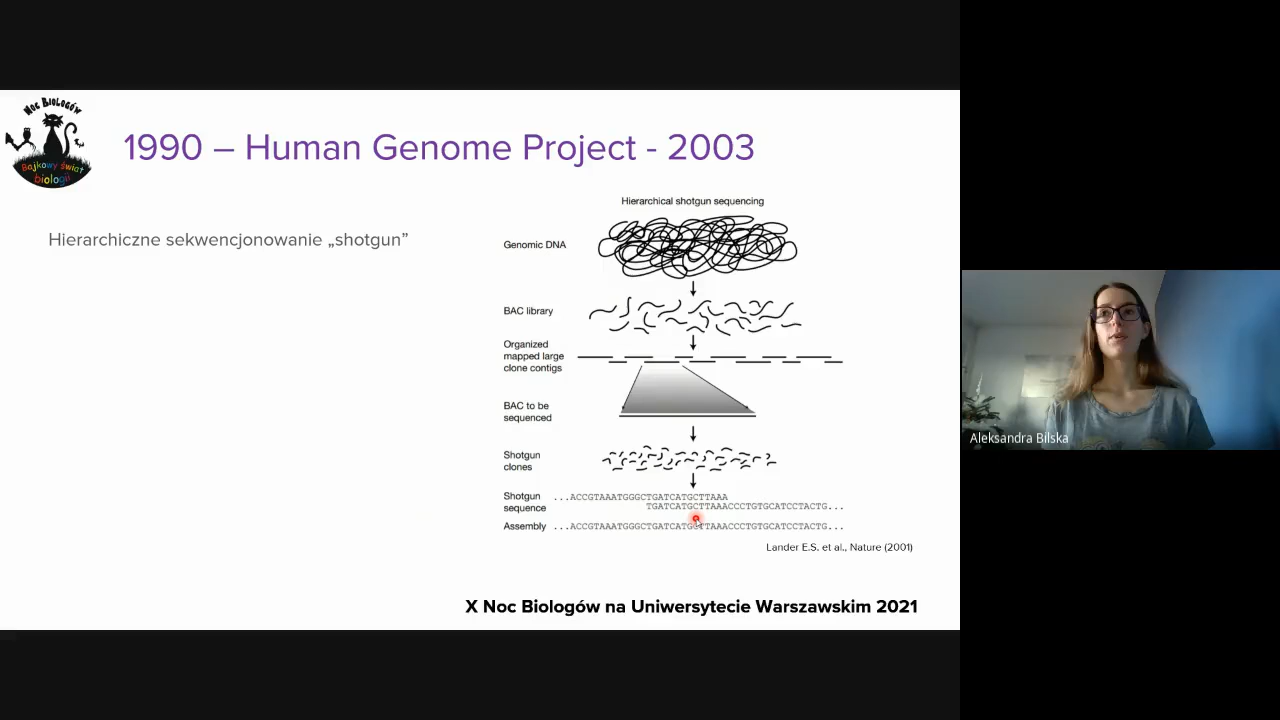 Noc Biologów
Bajkowy świat
biologii
1990 – Human Genome Project - 2003
Hierarchiczne sekwencjonowanie „shotgun”
Hierarchical shotgun sequencing
Genomic DNA
BAC library
Organized
mapped large
clone contigs
BAC to be
sequenced
Shotgun
clones
Shotgun
sequence
...ACCGTAAATGGGCTGATCATGCTTAAA
TGATCATGCTTAAACCCTGTGCATCCTACTG...
Assembly ...ACCGTAAATGGGCTGATCATGCTTAAACCCTGTGCATCCTACTG...
Lander E.S. et al., Nature (2001)
X Noc Biologów na Uniwersytecie Warszawskim 2021
Aleksandra Bilska